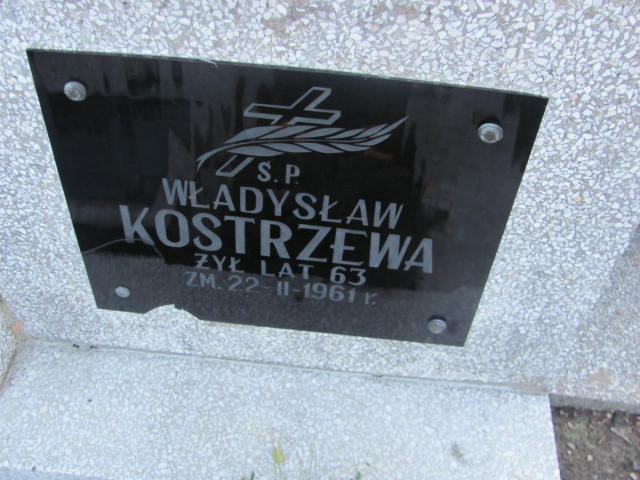 Ś.P.
WŁADYSŁAW
KOSTRZEWA
ŻYŁ LAT 63
ZM. 22-II-1961 r.